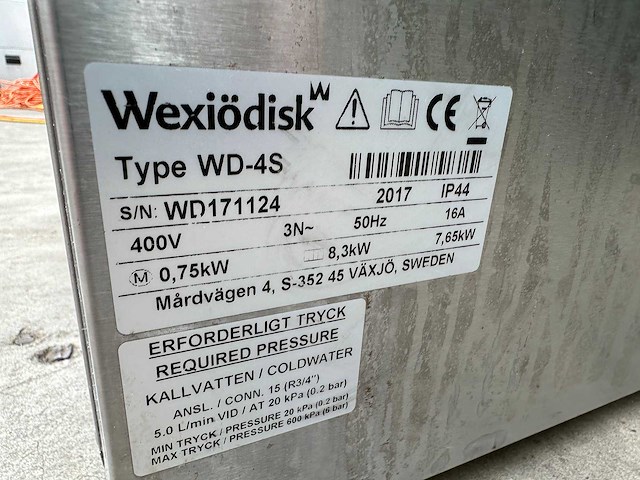 Wexiödisk CE
Type WD-4S
S/N: WD171124 2017 IP44
400V 3N~ 50Hz 16A
M 0,75kW 8,3kW 7,65kW
Mårdvägen 4, S-352 45 VÄXJÖ, SWEDEN
ERFORDERLIGT TRYCK
REQUIRED PRESSURE
KALLVATTEN / COLDWATER
ANSL. / CONN. 15 (R3/4")
5.0 L/min VID / AT 20 kPa (0.2 bar)
MIN TRYCK / PRESSURE 20 kPa (0.2 bar)
MAX TRYCK / PRESSURE 600 kPa (6 bar)